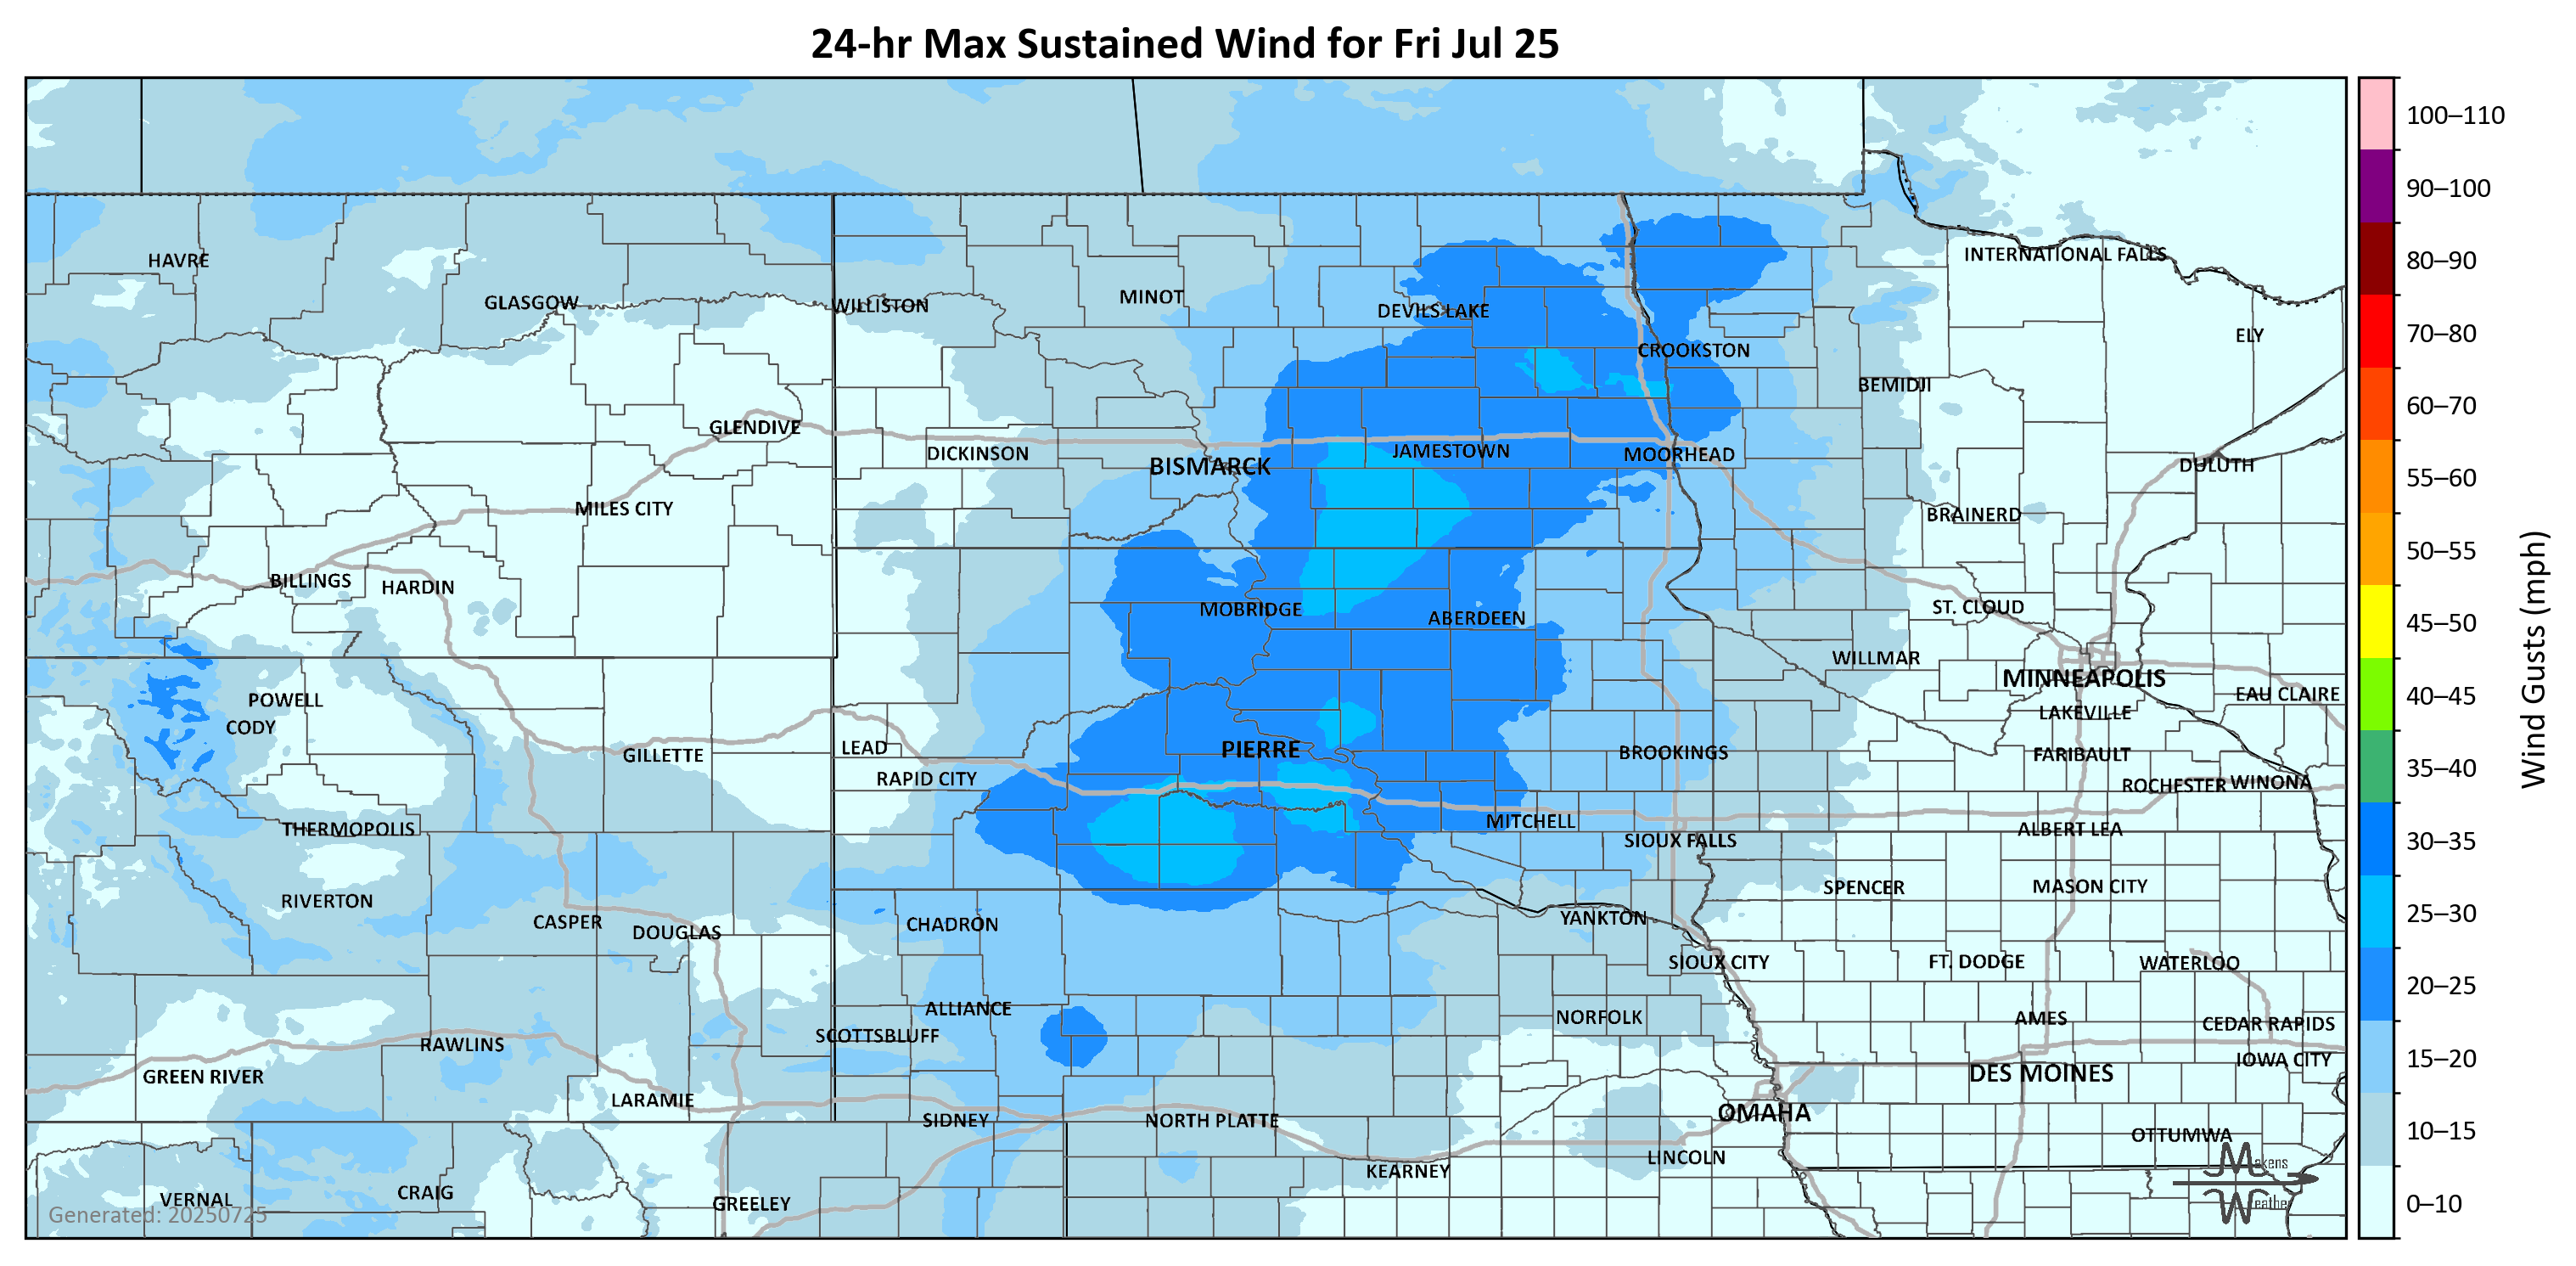 24-hr Max Sustained Wind for Fri Jul 25
HAVRE
GLASGOW
WILLISTON
MINOT
DEVILS LAKE
CROOKSTON
INTERNATIONAL FALLS
ELY
BEMIDJI
GLENDIVE
DICKINSON
BISMARCK
JAMESTOWN
MOORHEAD
DULUTH
MILES CITY
BRAINERD
BILLINGS
HARDIN
MOBRIDGE
ABERDEEN
ST. CLOUD
WILLMAR
MINNEAPOLIS
EAU CLAIRE
POWELL
CODY
LAKEVILLE
GILLETTE
LEAD
PIERRE
BROOKINGS
FARIBAULT
RAPID CITY
ROCHESTER
WINONA
THERMOPOLIS
MITCHELL
SIOUX FALLS
ALBERT LEA
RIVERTON
SPENCER
MASON CITY
CASPER
DOUGLAS
CHADRON
YANKTON
SIOUX CITY
FT. DODGE
WATERLOO
ALLIANCE
NORFOLK
AMES
CEDAR RAPIDS
SCOTTSBLUFF
RAWLINS
IOWA CITY
GREEN RIVER
DES MOINES
LARAMIE
SIDNEY
NORTH PLATTE
OMAHA
OTTUMWA
KEARNEY
LINCOLN
VERNAL
CRAIG
GREELEY
Generated: 20250725
Makens
Weather
100–110
90–100
80–90
70–80
60–70
55–60
50–55
45–50
40–45
35–40
30–35
25–30
20–25
15–20
10–15
0–10
Wind Gusts (mph)